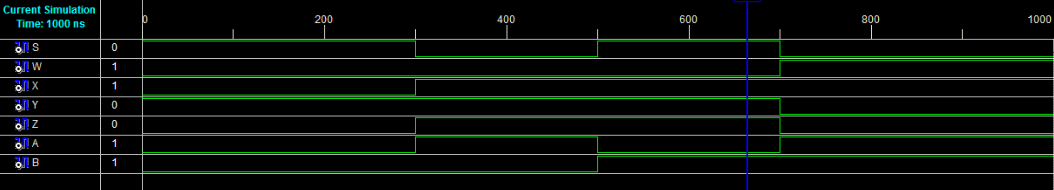 Current Simulation
Time: 1000 ns
0 200 400 600 800 1000
S 0
W 1
X 1
Y 0
Z 0
A 1
B 1